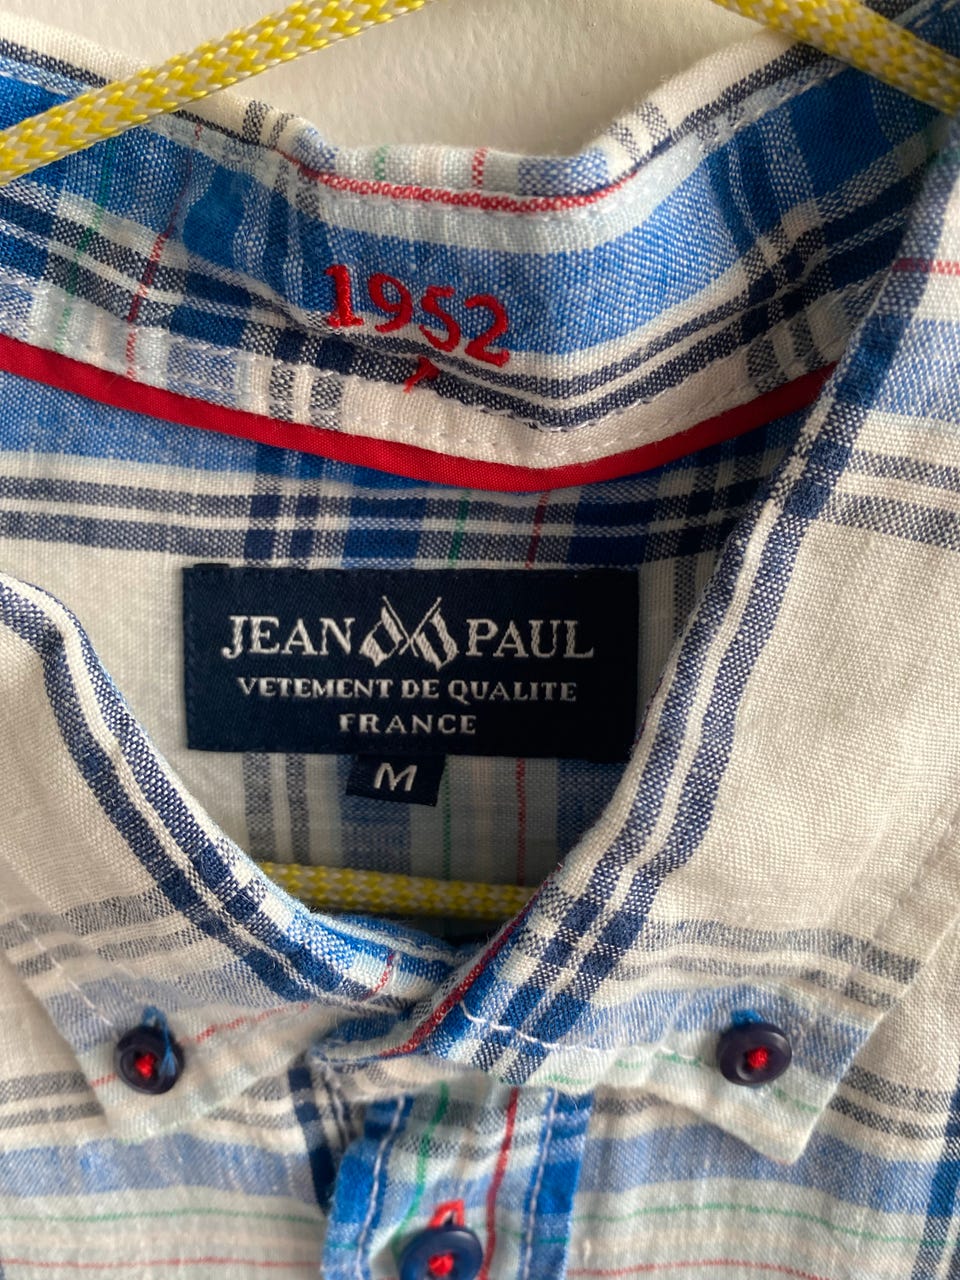 1952
JEAN PAUL
VETEMENT DE QUALITE
FRANCE
M